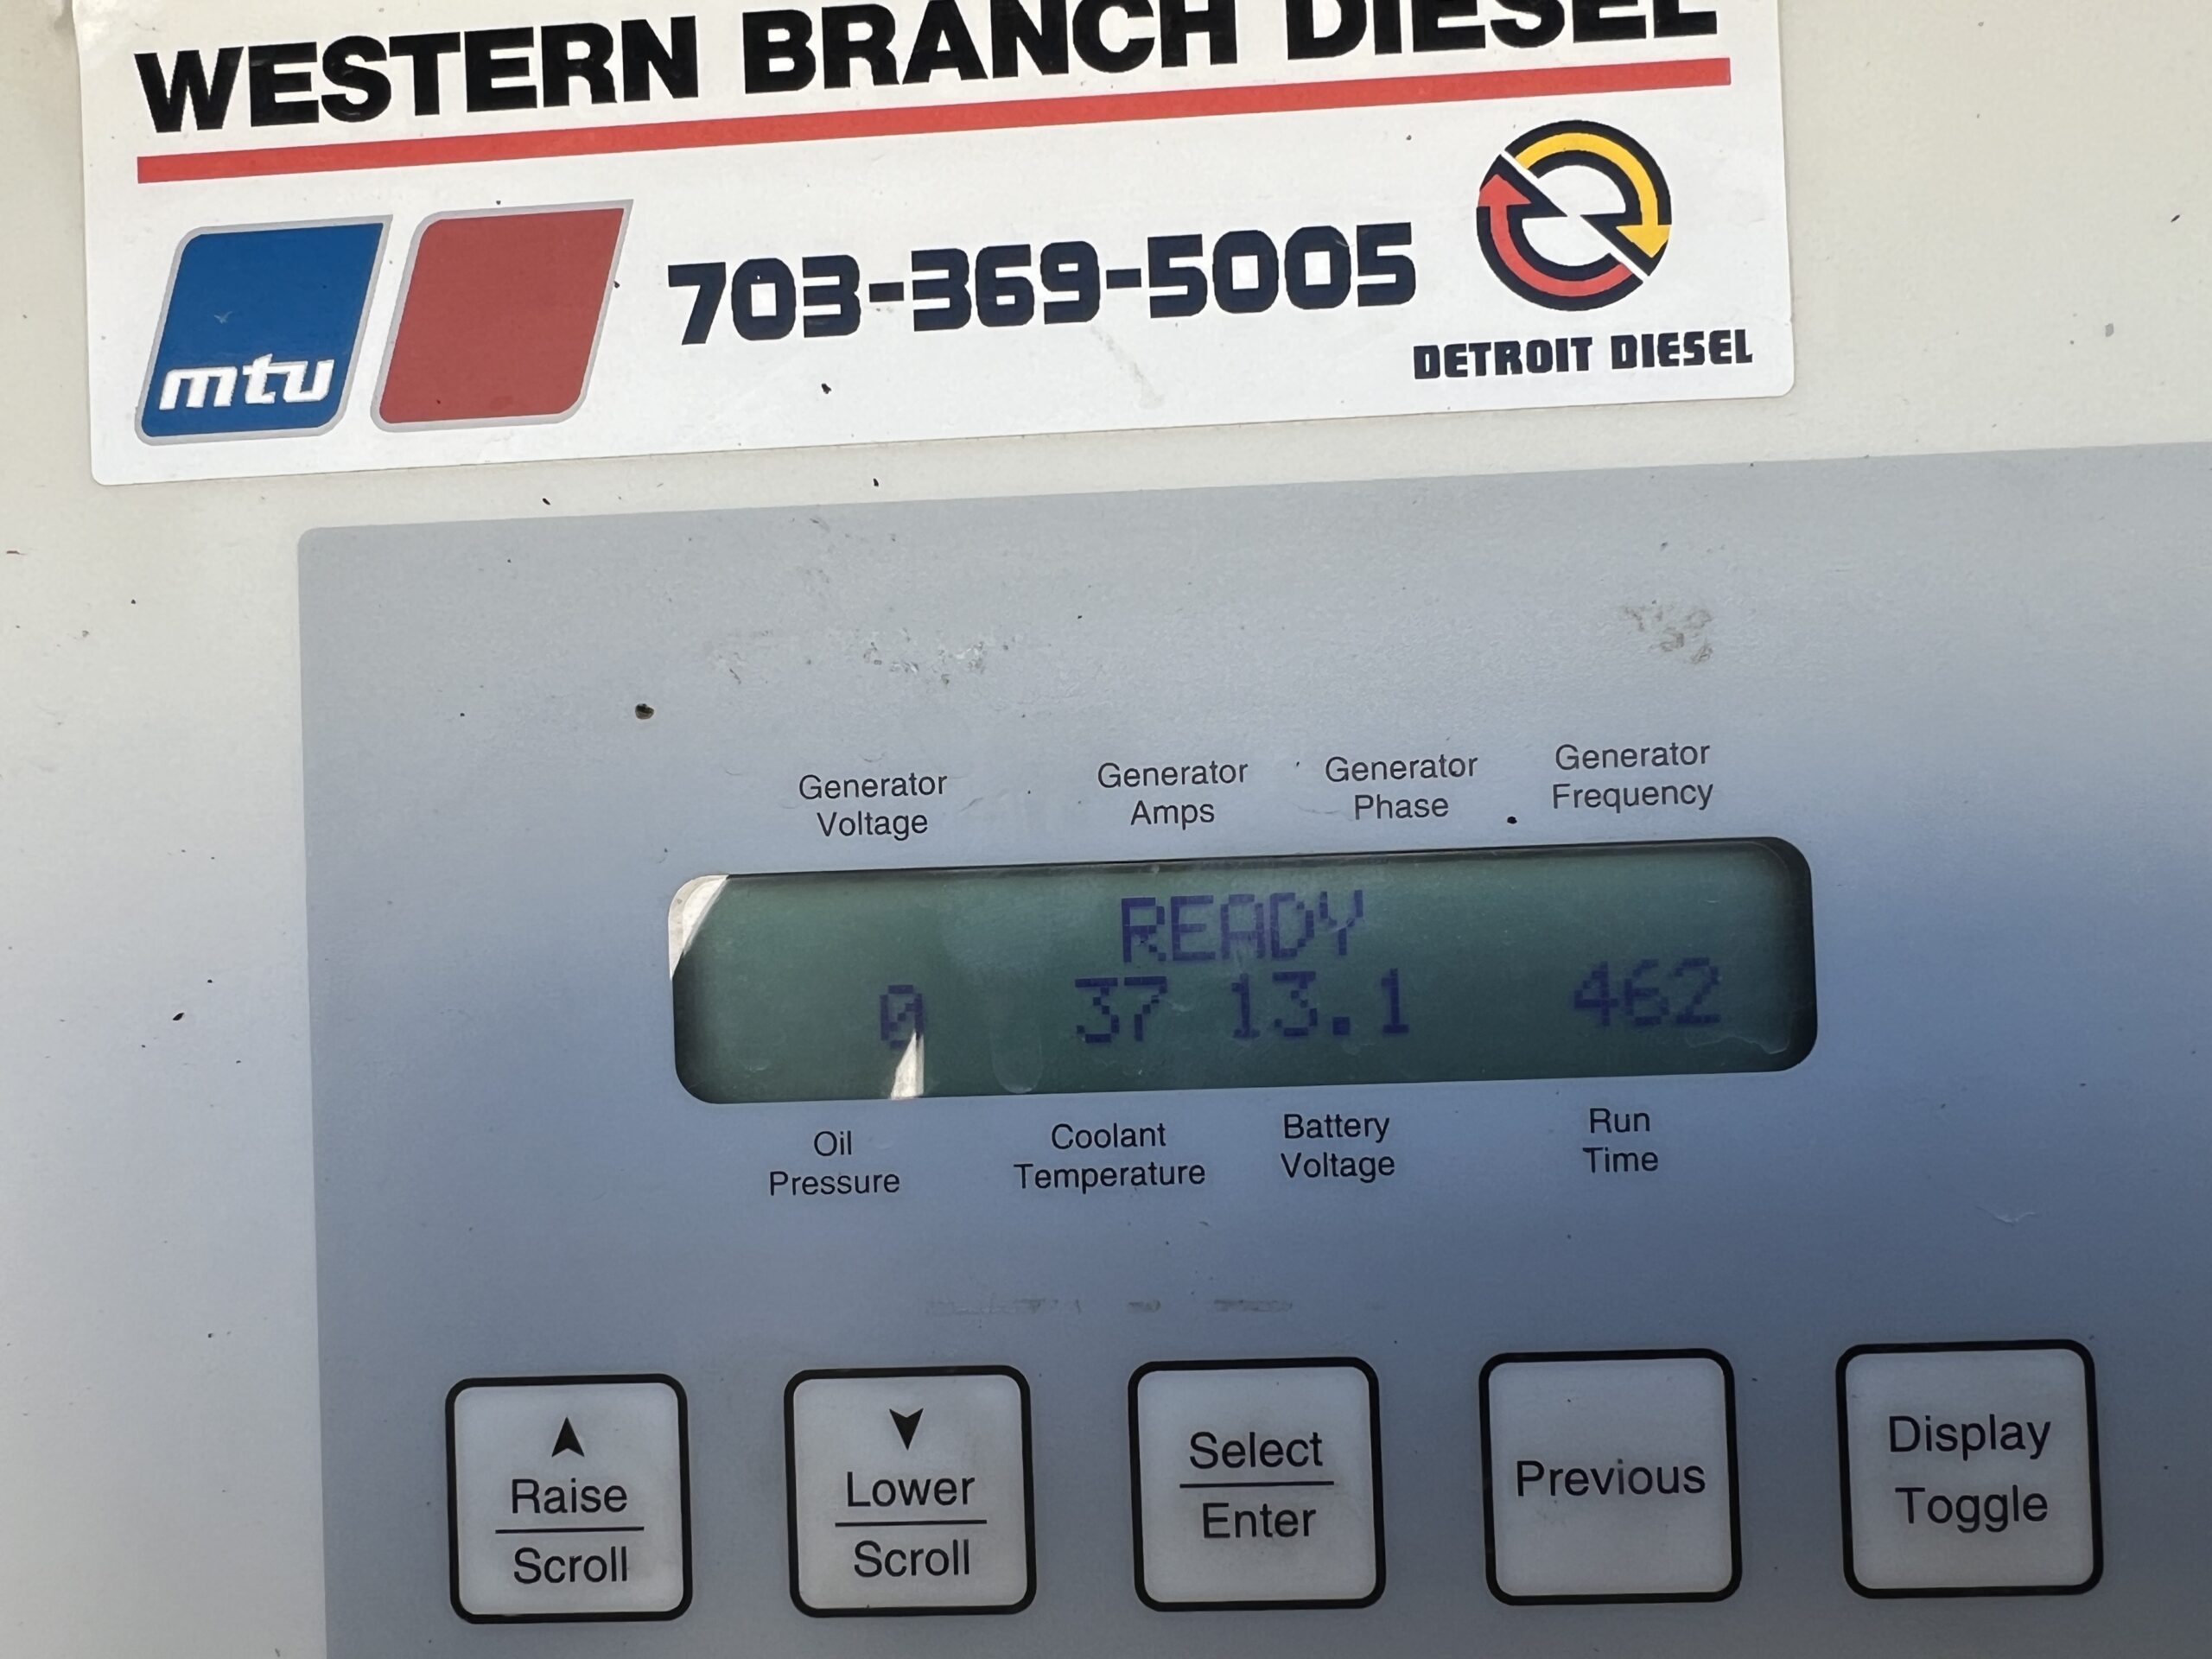 WESTERN BRANCH DIESEL
mtu
703-369-5005
DETROIT DIESEL
Generator
Voltage
Generator
Amps
Generator
Phase
Generator
Frequency
READY
0 37 13.1 462
Oil
Pressure
Coolant
Temperature
Battery
Voltage
Run
Time
Raise
Scroll
Lower
Scroll
Select
Enter
Previous
Display
Toggle